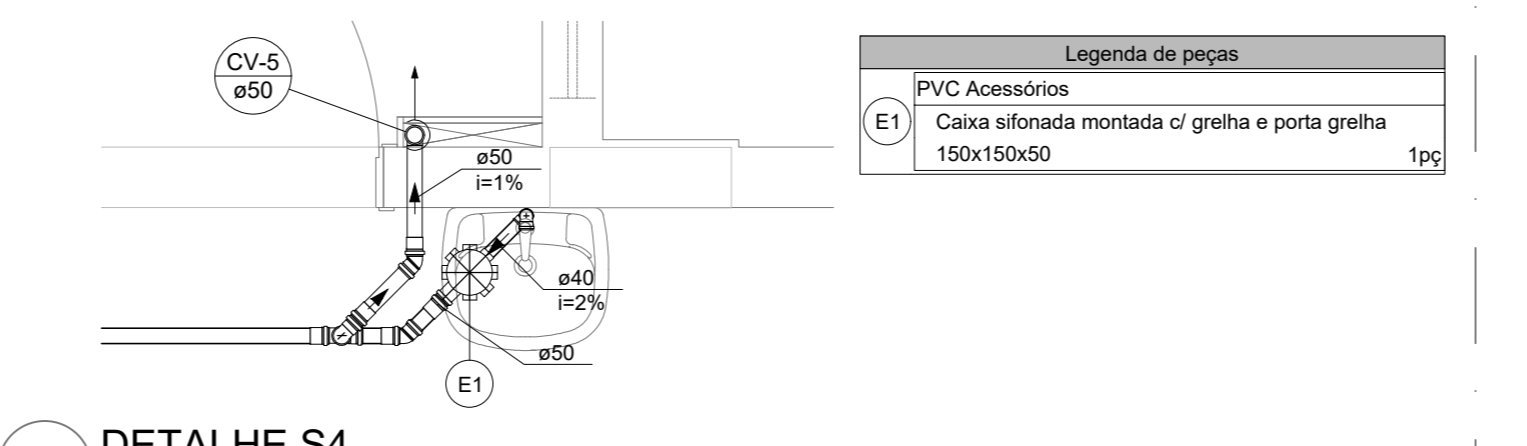 CV-5
ø50
ø50
i=1%
ø40
i=2%
ø50
E1
Legenda de peças
E1
PVC Acessórios
Caixa sifonada montada c/ grelha e porta grelha
150x150x50 1pç
DETALHE S4